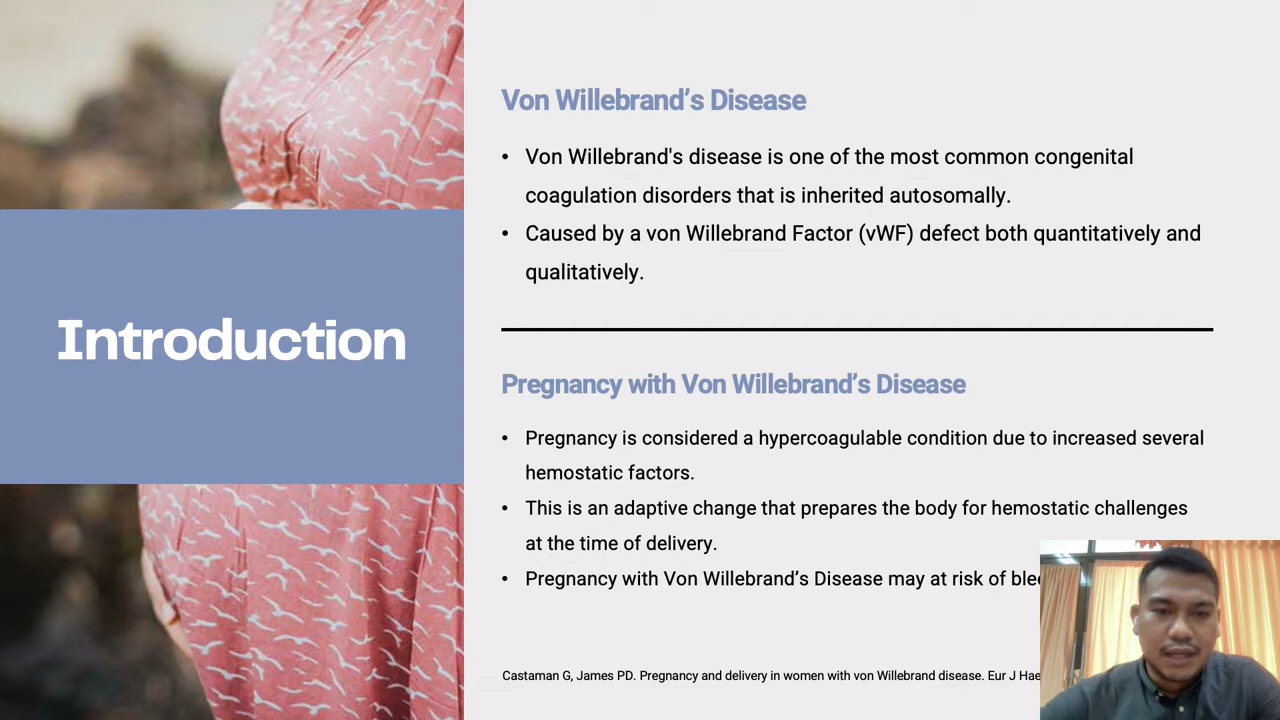 Introduction
Von Willebrand’s Disease
• Von Willebrand's disease is one of the most common congenital
coagulation disorders that is inherited autosomally.
• Caused by a von Willebrand Factor (vWF) defect both quantitatively and
qualitatively.
Pregnancy with Von Willebrand’s Disease
• Pregnancy is considered a hypercoagulable condition due to increased several
hemostatic factors.
• This is an adaptive change that prepares the body for hemostatic challenges
at the time of delivery.
• Pregnancy with Von Willebrand’s Disease may at risk of
Castaman G, James PD. Pregnancy and delivery in women with von Willebrand disease. Eur J